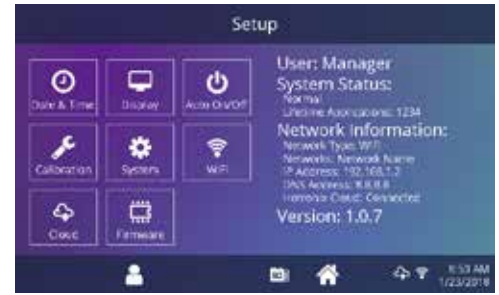 Setup
Date & Time
Display
Auto On/Off
Calibration
System
WiFi
Cloud
Firmware
User: Manager
System Status:
Normal
Lifetime Applications: 1234
Network Information:
Network Type: WiFi
Networks: Network Name
IP Address: 192.168.1.2
DNS Address: 8.8.8.8
Cloud: Connected
Version: 1.0.7
8:53 AM
1/23/2018